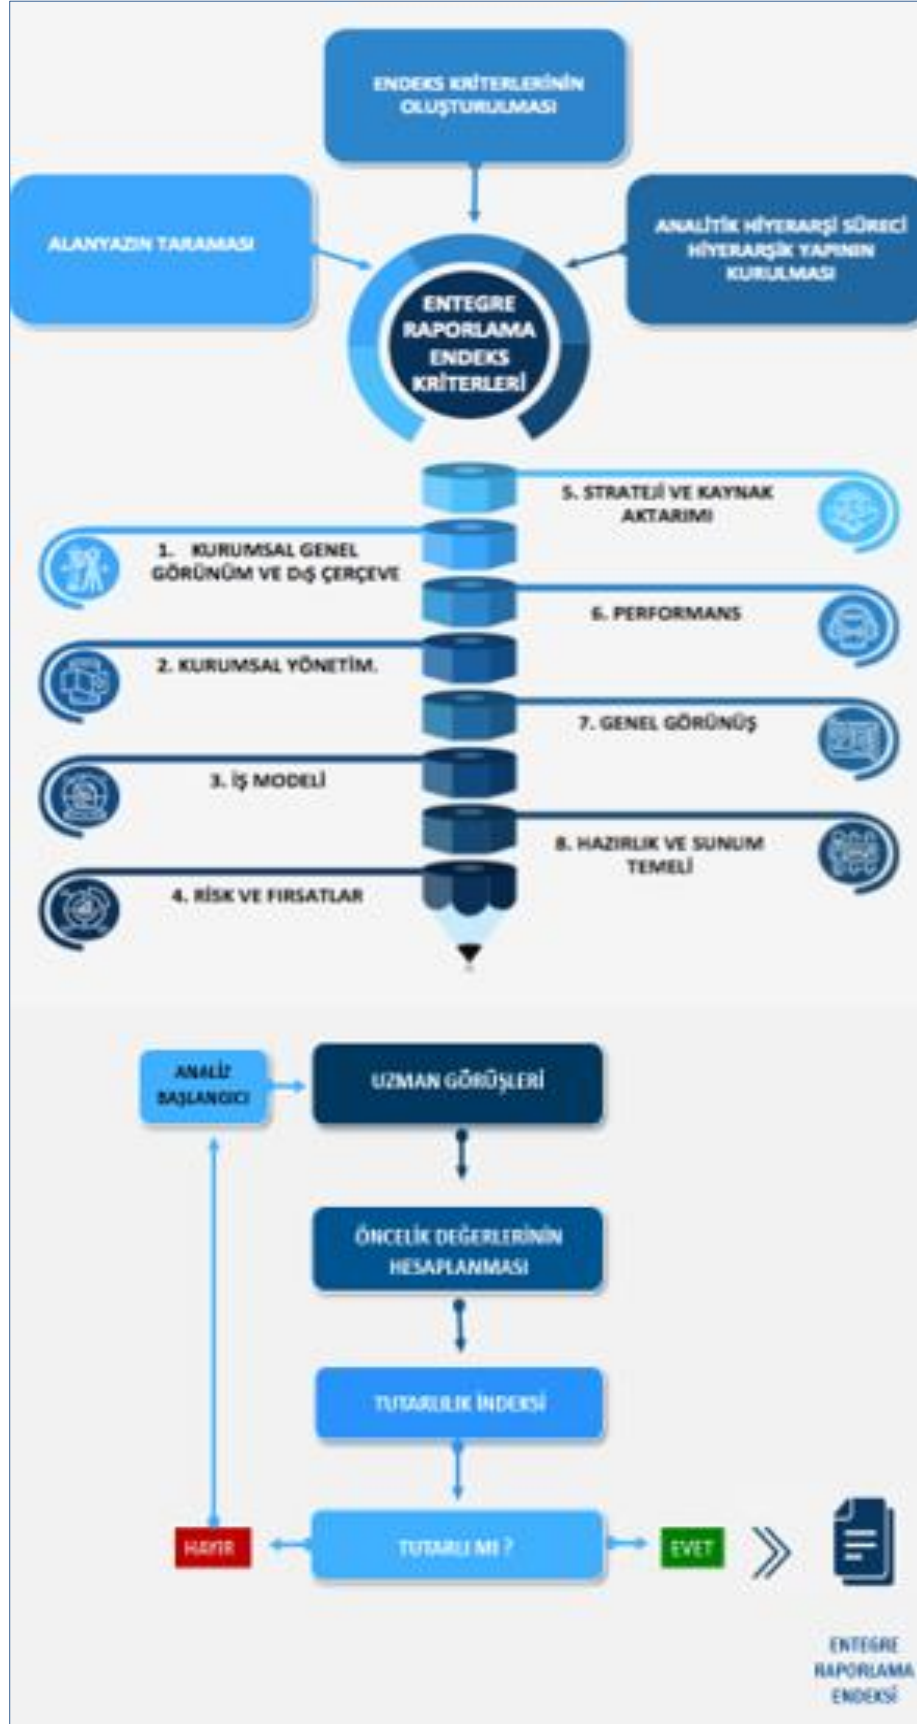 ENDEKS KRİTERLERİNİN
OLUŞTURULMASI
ALANYAZIN TARAMASI
ANALİTİK HİYERARŞİ SÜRECİ
HİYERARŞİK YAPININ
KURULMASI
ENTEGRE
RAPORLAMA
ENDEKS
KRİTERLERİ
1. KURUMSAL GENEL
GÖRÜNÜM VE DIŞ ÇERÇEVE
2. KURUMSAL YÖNETİM.
3. İŞ MODELİ
4. RİSK VE FIRSATLAR
5. STRATEJİ VE KAYNAK
AKTARIMI
6. PERFORMANS
7. GENEL GÖRÜNÜŞ
8. HAZIRLIK VE SUNUM
TEMELİ
ANALİZ
BAŞLANGICI
UZMAN GÖRÜŞLERİ
ÖNCELİK DEĞERLERİNİN
HESAPLANMASI
TUTARLILIK İNDEKSİ
HAYIR
TUTARLI MI ?
EVET
ENTEGRE
RAPORLAMA
ENDEKSİ